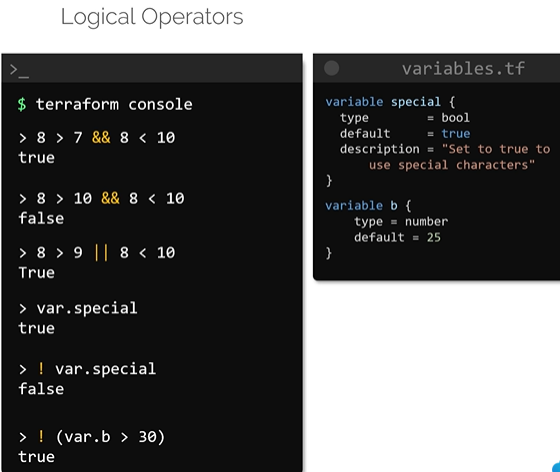 Logical Operators
>_
$ terraform console
> 8 > 7 && 8 < 10
true
> 8 > 10 && 8 < 10
false
> 8 > 9 || 8 < 10
True
> var.special
true
> ! var.special
false
> ! (var.b > 30)
true
variables.tf
variable special {
type = bool
default = true
description = "Set to true to
use special characters"
}
variable b {
type = number
default = 25
}